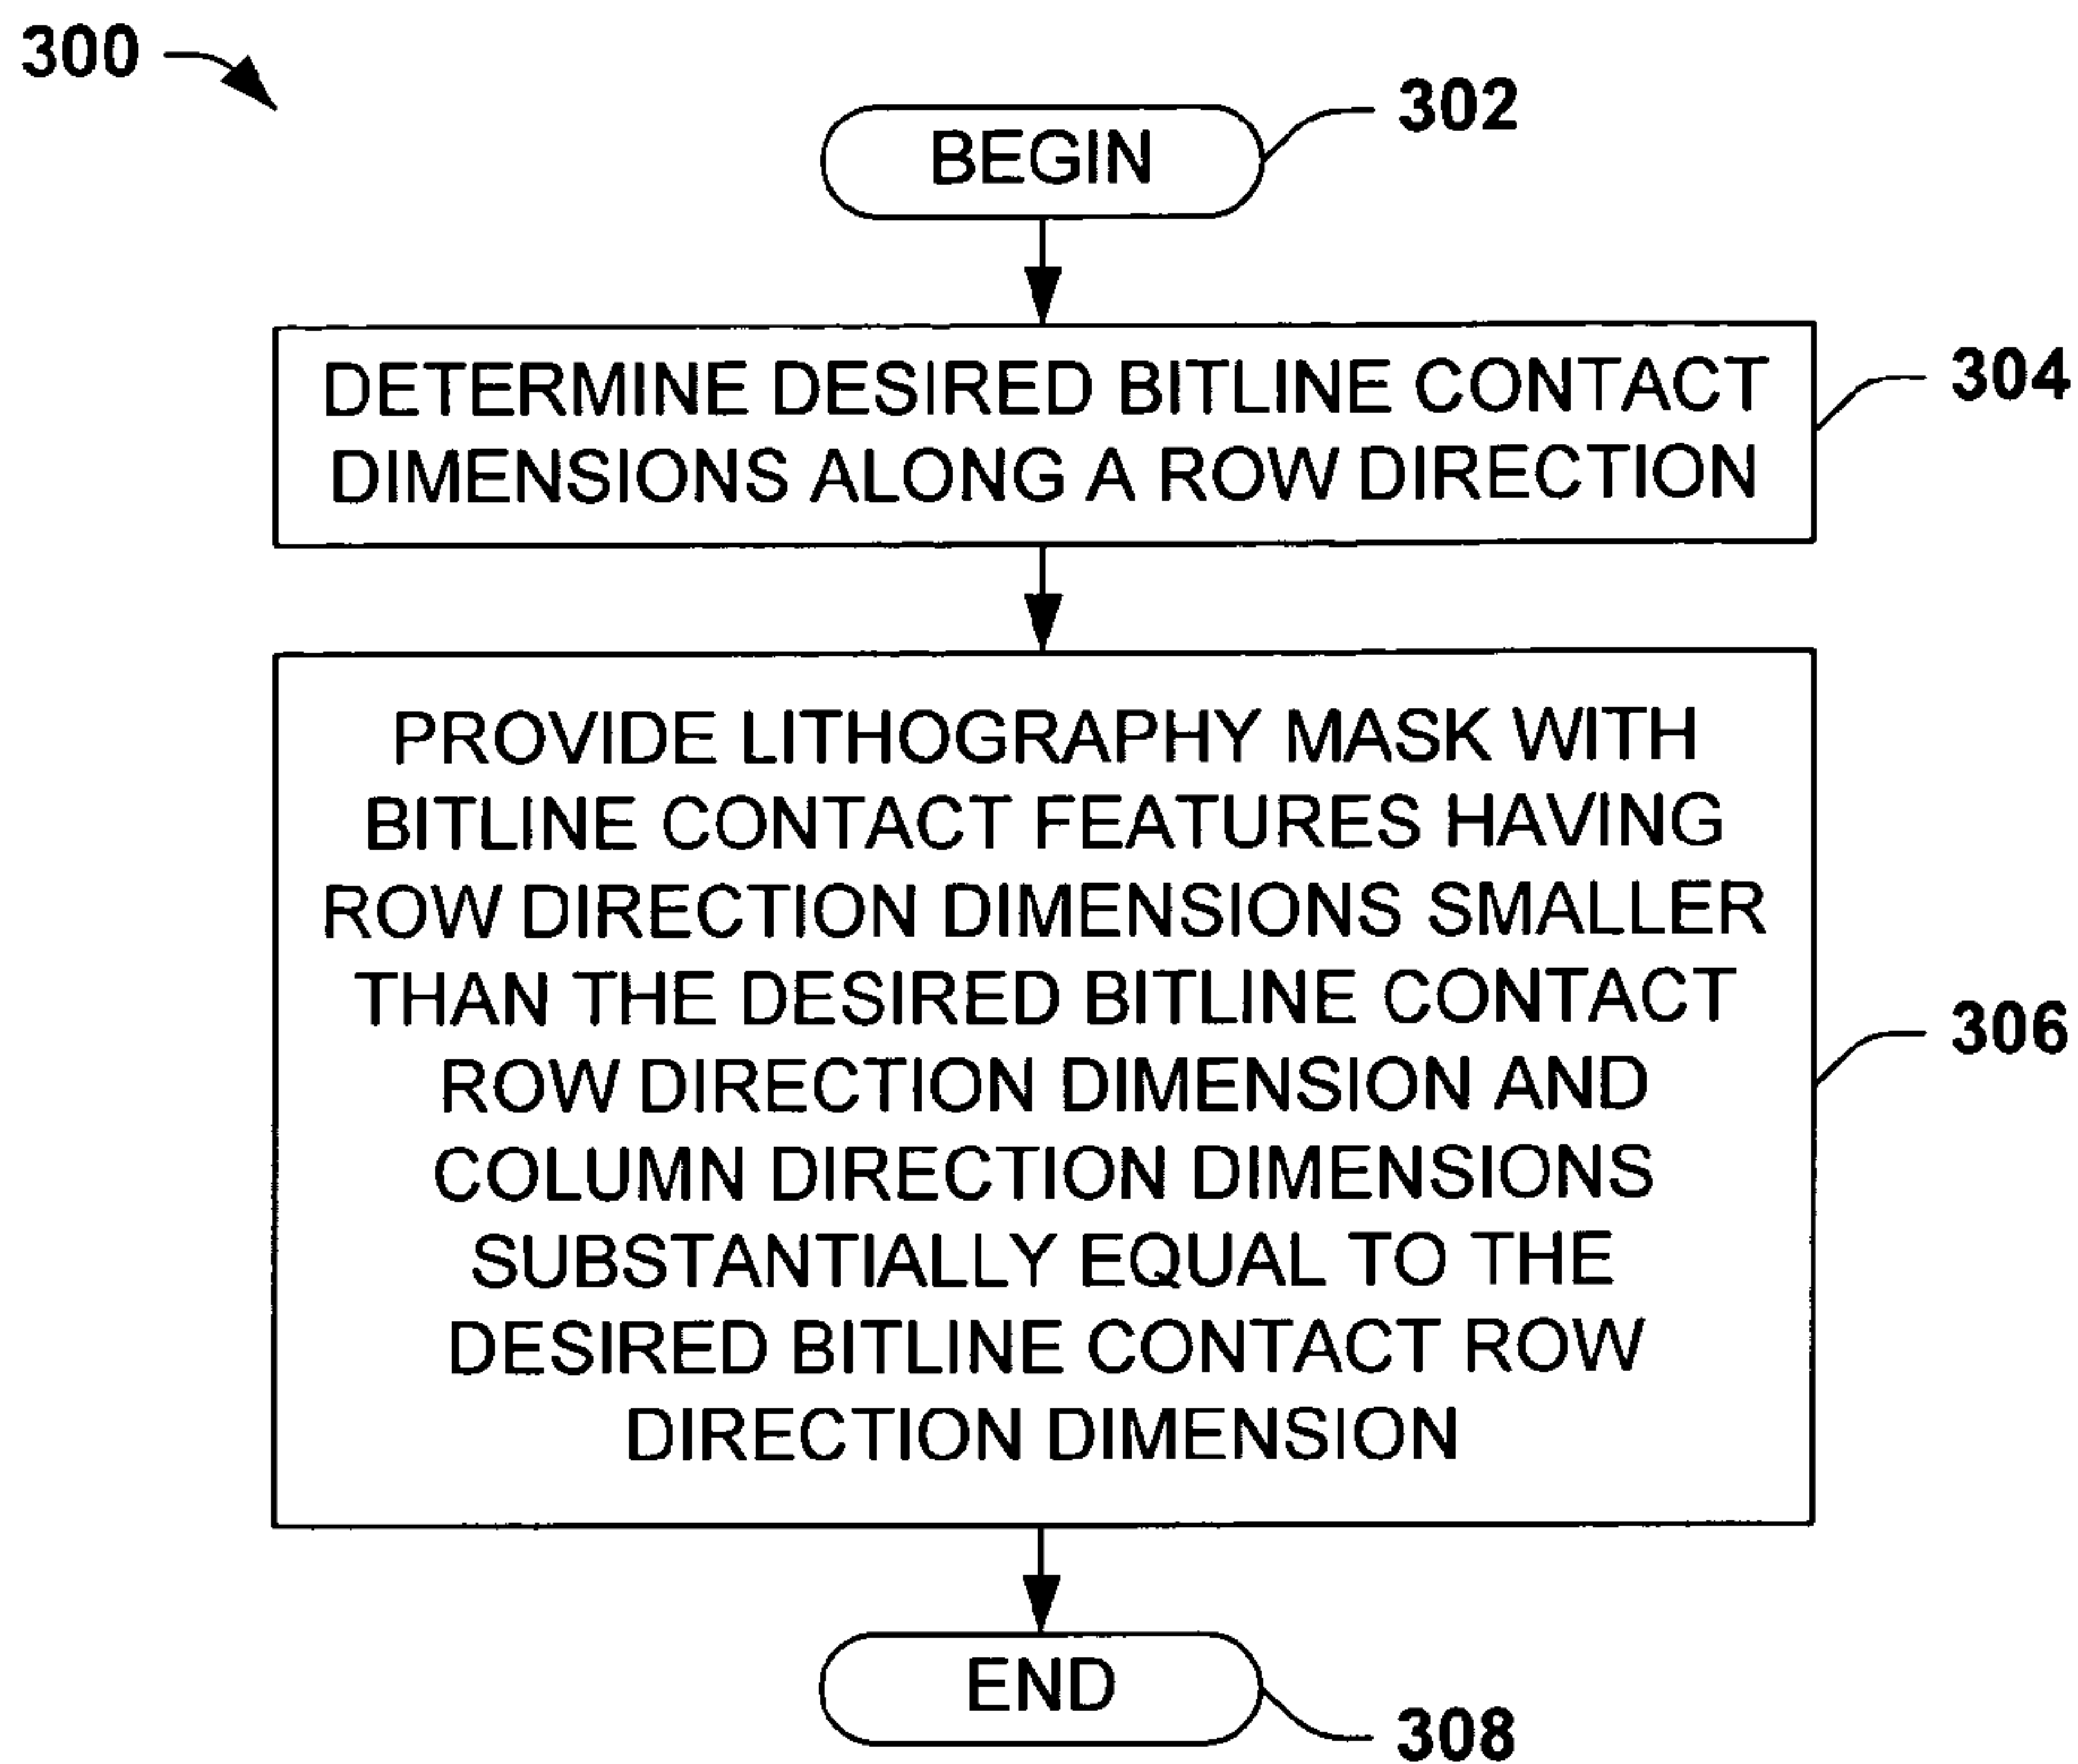 300
302
BEGIN
DETERMINE DESIRED BITLINE CONTACT
DIMENSIONS ALONG A ROW DIRECTION
304
PROVIDE LITHOGRAPHY MASK WITH
BITLINE CONTACT FEATURES HAVING
ROW DIRECTION DIMENSIONS SMALLER
THAN THE DESIRED BITLINE CONTACT
ROW DIRECTION DIMENSION AND
COLUMN DIRECTION DIMENSIONS
SUBSTANTIALLY EQUAL TO THE
DESIRED BITLINE CONTACT ROW
DIRECTION DIMENSION
306
END
308